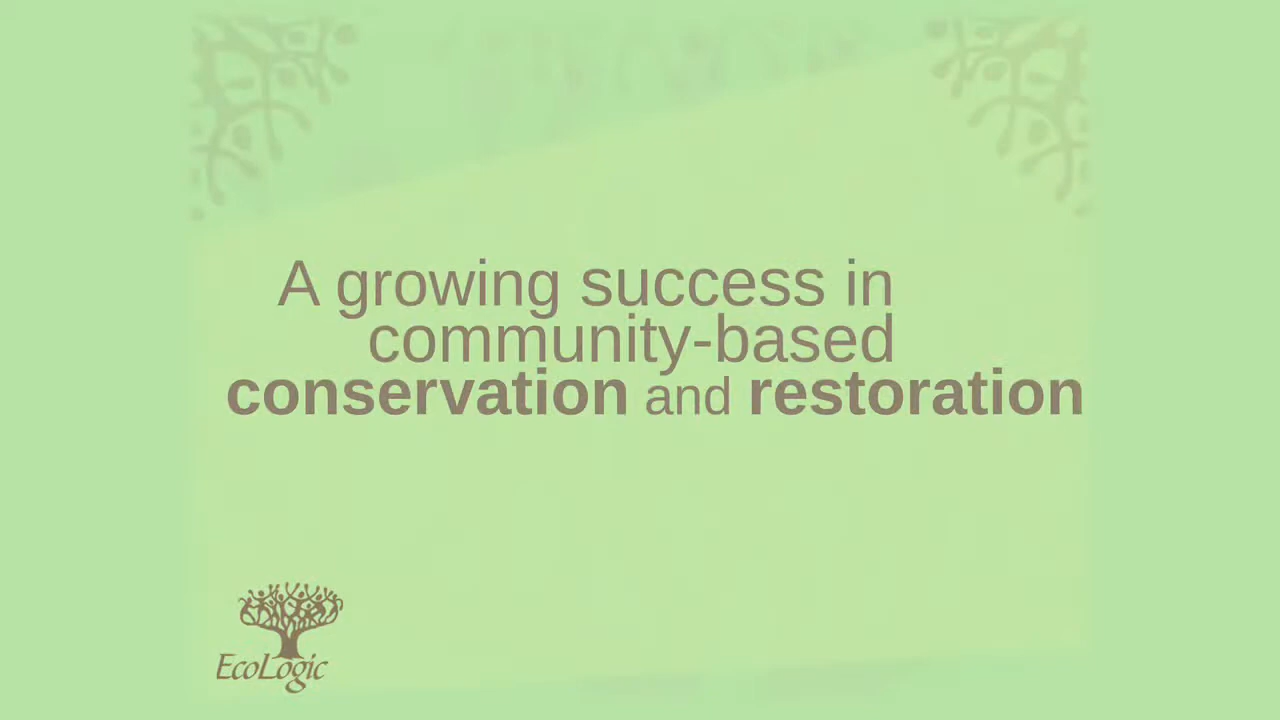 A growing success in
community-based
conservation and restoration
EcoLogic